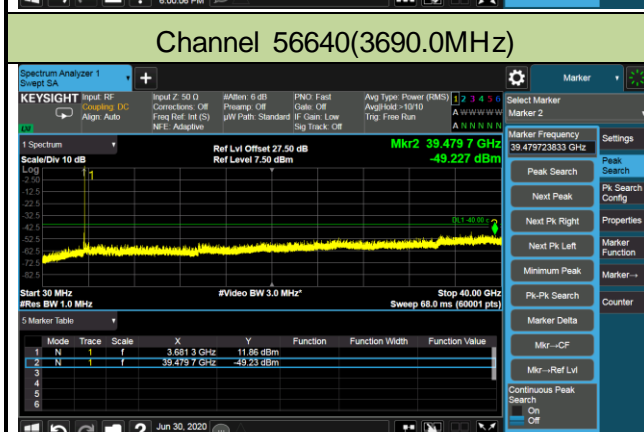 6:00:06 PM
Channel 56640(3690.0MHz)
Spectrum Analyzer 1
Swept SA
+
Marker
KEYSIGHT
Input: RF
Coupling: DC
Align: Auto
Input Z: 50 Ω
Corrections: Off
Freq Ref: Int (S)
NFE: Adaptive
#Atten: 6 dB
Preamp: Off
µW Path: Standard
PNO: Fast
Gate: Off
IF Gain: Low
Sig Track: Off
Avg Type: Power (RMS)
Avg|Hold:>10/10
Trig: Free Run
1 2 3 4 5 6
A W W W W W
A N N N N N
Select Marker
Marker 2
LXI
1 Spectrum
Scale/Div 10 dB
Ref Lvl Offset 27.50 dB
Ref Level 7.50 dBm
Mkr2 39.479 7 GHz
-49.227 dBm
Marker Frequency
39.479723833 GHz
Settings
Peak Search
Peak
Search
Next Peak
Pk Search
Config
Next Pk Right
Properties
Next Pk Left
Marker
Function
Minimum Peak
Marker→
Pk-Pk Search
Counter
Marker Delta
Mkr→CF
Mkr→Ref Lvl
Continuous Peak
Search
On
Off
Log
-2.50
-12.5
-22.5
-32.5
-42.5
-52.5
-62.5
-72.5
-82.5
1
DL1 -40.00
2
Start 30 MHz
#Res BW 1.0 MHz
#Video BW 3.0 MHz*
Stop 40.00 GHz
Sweep 68.0 ms (60001 pts)
5 Marker Table
Mode Trace Scale X Y Function Function Width Function Value
1 N 1 f 3.681 3 GHz 11.86 dBm
2 N 1 f 39.479 7 GHz -49.23 dBm
3
4
5
6
? Jun 30, 2020